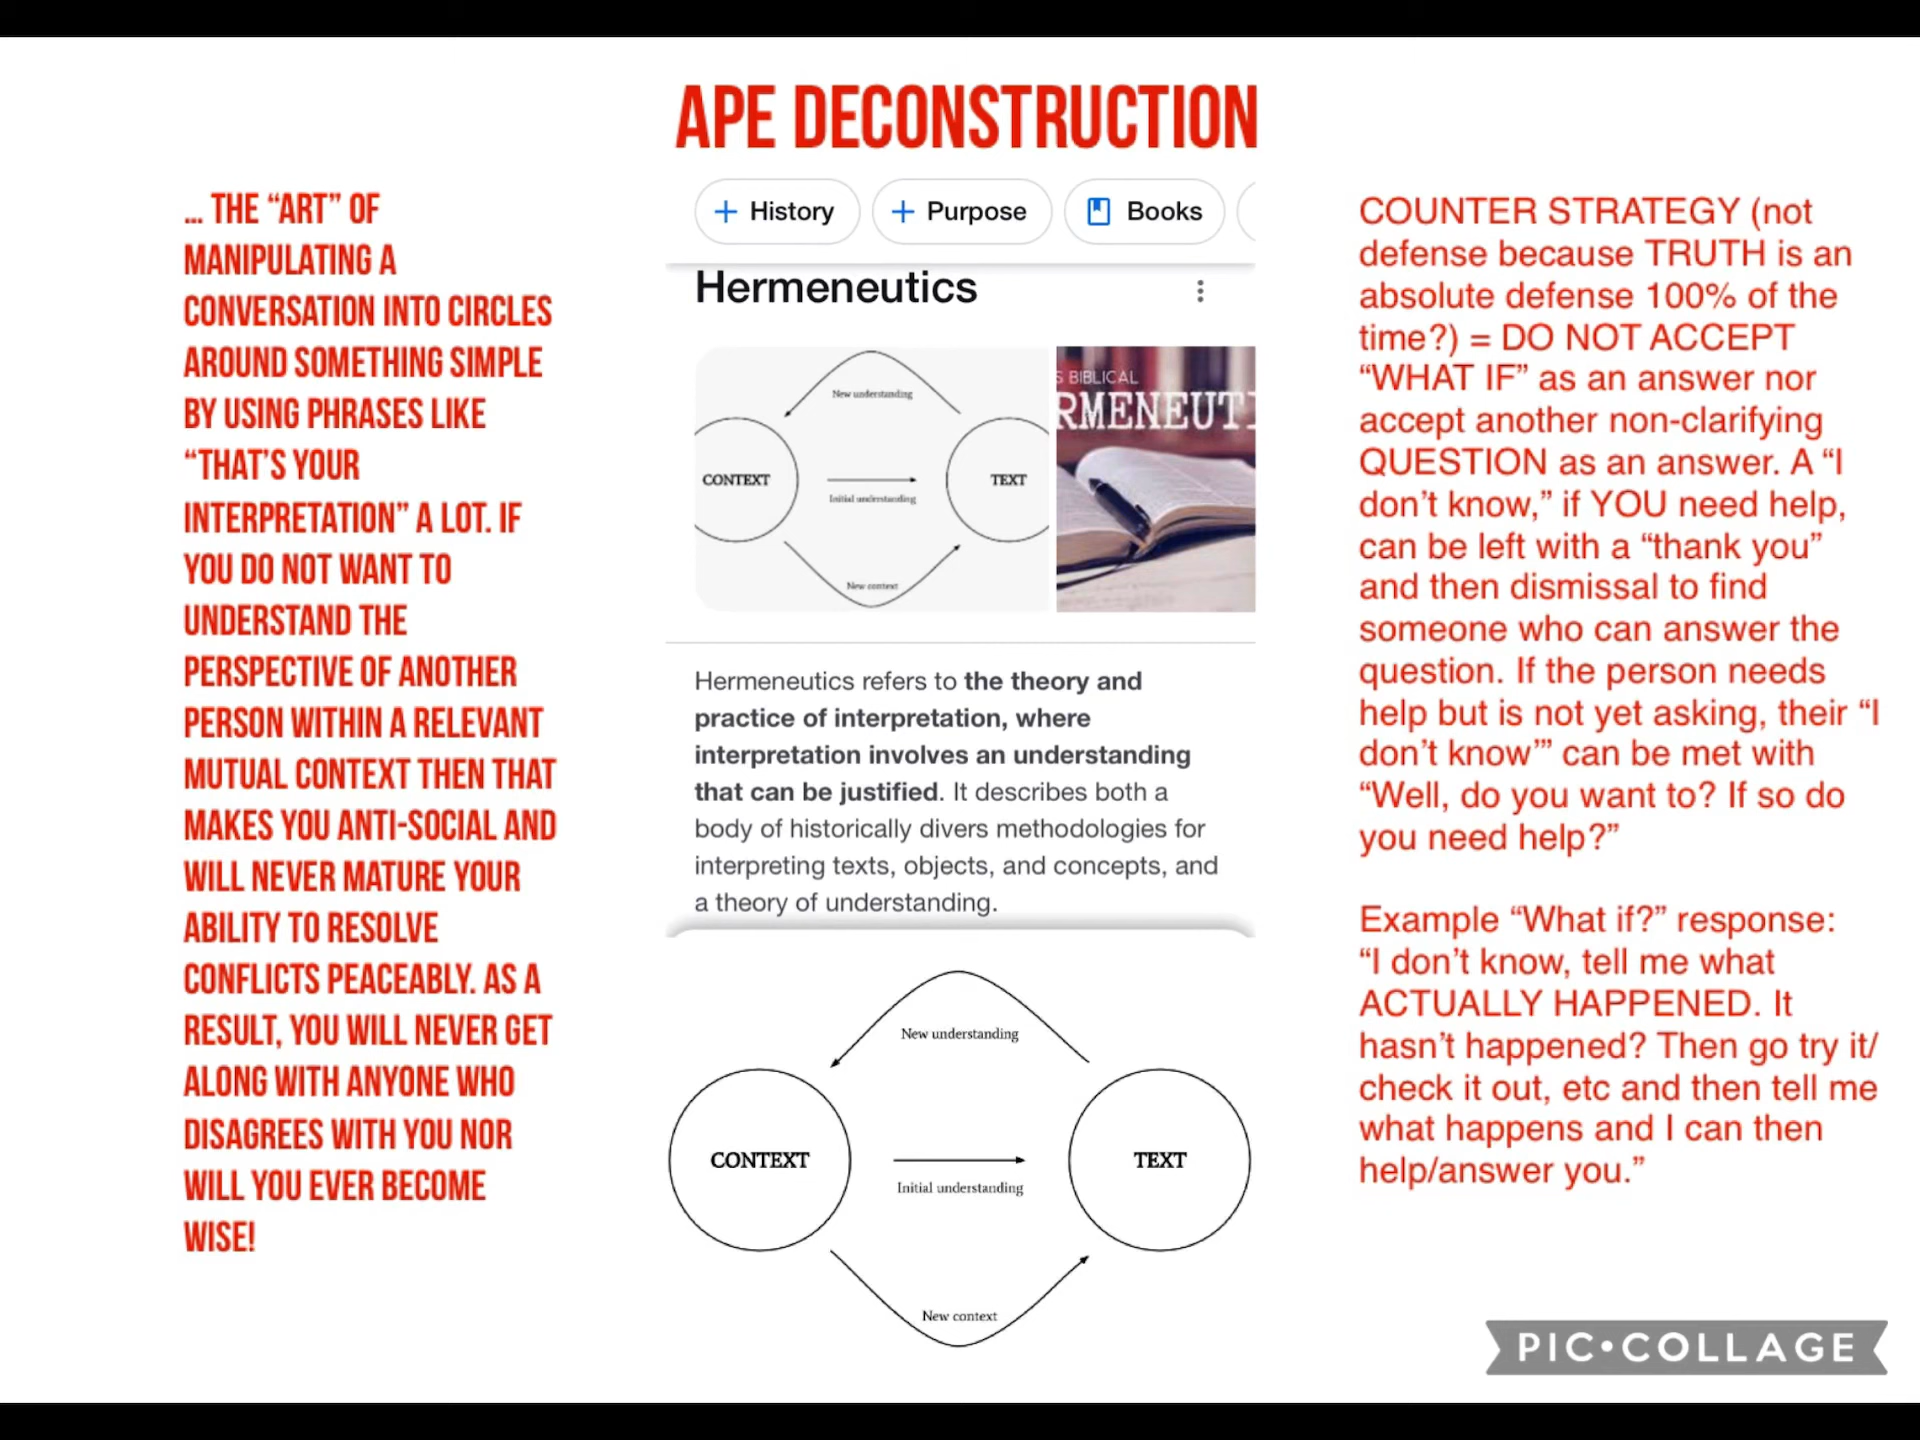 APE DECONSTRUCTION
… THE “ART” OF
MANIPULATING A
CONVERSATION INTO CIRCLES
AROUND SOMETHING SIMPLE
BY USING PHRASES LIKE
“THAT’S YOUR
INTERPRETATION” A LOT. IF
YOU DO NOT WANT TO
UNDERSTAND THE
PERSPECTIVE OF ANOTHER
PERSON WITHIN A RELEVANT
MUTUAL CONTEXT THEN THAT
MAKES YOU ANTI-SOCIAL AND
WILL NEVER MATURE YOUR
ABILITY TO RESOLVE
CONFLICTS PEACEABLY. AS A
RESULT, YOU WILL NEVER GET
ALONG WITH ANYONE WHO
DISAGREES WITH YOU NOR
WILL YOU EVER BECOME
WISE!
+ History
+ Purpose
Books
Hermeneutics
New understanding
CONTEXT
TEXT
Initial understanding
New context
S BIBLICAL
RMENEUTI
Hermeneutics refers to the theory and
practice of interpretation, where
interpretation involves an understanding
that can be justified. It describes both a
body of historically divers methodologies for
interpreting texts, objects, and concepts, and
a theory of understanding.
New understanding
CONTEXT
TEXT
Initial understanding
New context
COUNTER STRATEGY (not
defense because TRUTH is an
absolute defense 100% of the
time?) = DO NOT ACCEPT
“WHAT IF” as an answer nor
accept another non-clarifying
QUESTION as an answer. A “I
don’t know,” if YOU need help,
can be left with a “thank you”
and then dismissal to find
someone who can answer the
question. If the person needs
help but is not yet asking, their “I
don’t know’” can be met with
“Well, do you want to? If so do
you need help?”
Example “What if?” response:
“I don’t know, tell me what
ACTUALLY HAPPENED. It
hasn’t happened? Then go try it/
check it out, etc and then tell me
what happens and I can then
help/answer you.”
PIC•COLLAGE